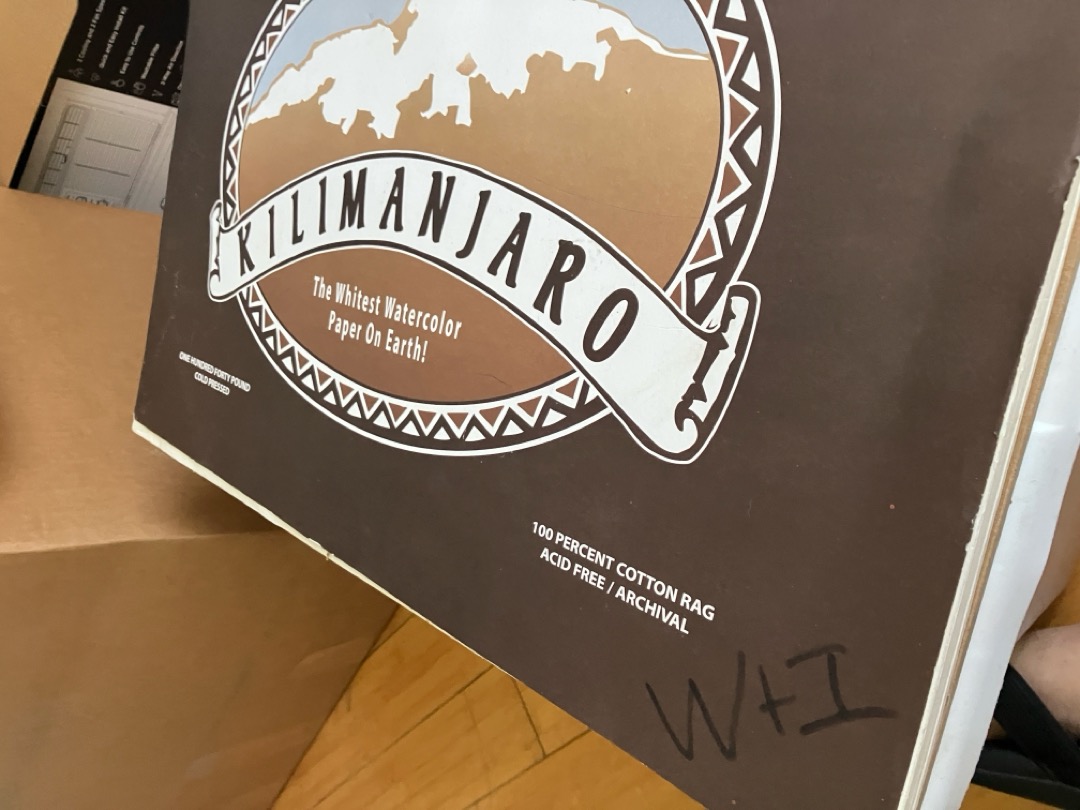 KILIMANJARO
The Whitest Watercolor
Paper On Earth!
ONE HUNDRED FORTY POUND
COLD PRESSED
100 PERCENT COTTON RAG
ACID FREE / ARCHIVAL
W+I